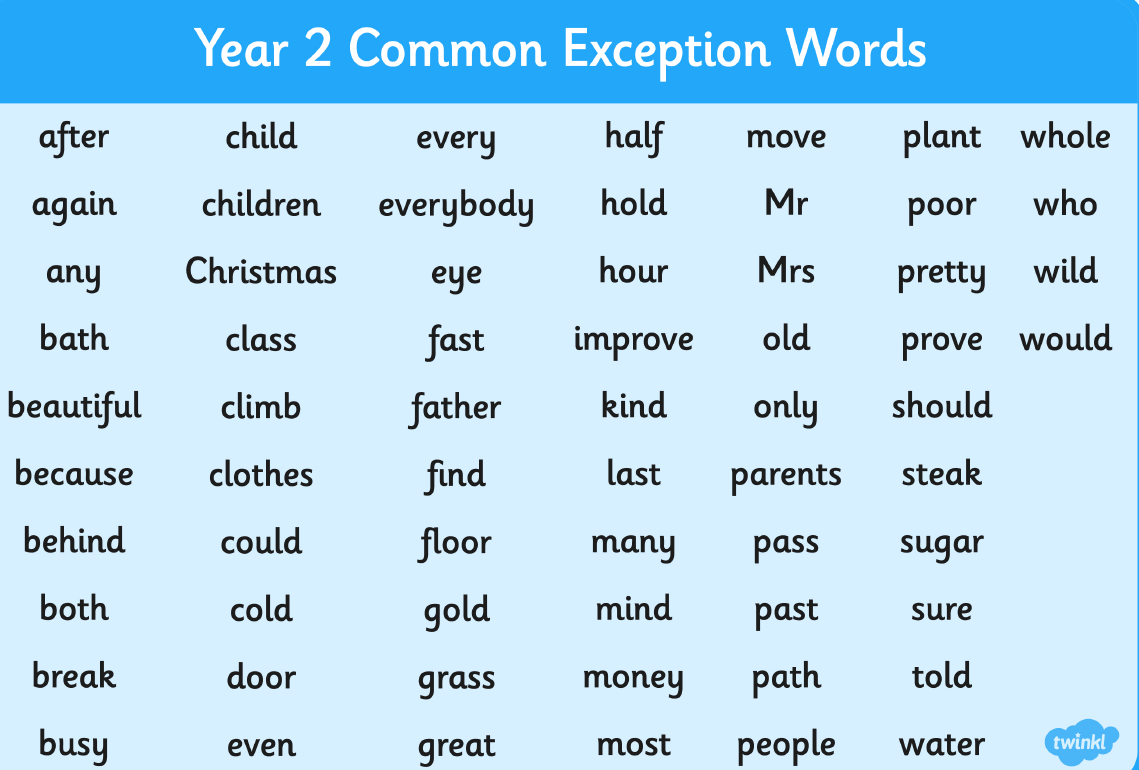 Year 2 Common Exception Words
after child every half move plant whole
again children everybody hold Mr poor who
any Christmas eye hour Mrs pretty wild
bath class fast improve old prove would
beautiful climb father kind only should
because clothes find last parents steak
behind could floor many pass sugar
both cold gold mind past sure
break door grass money path told
busy even great most people water
twinkl